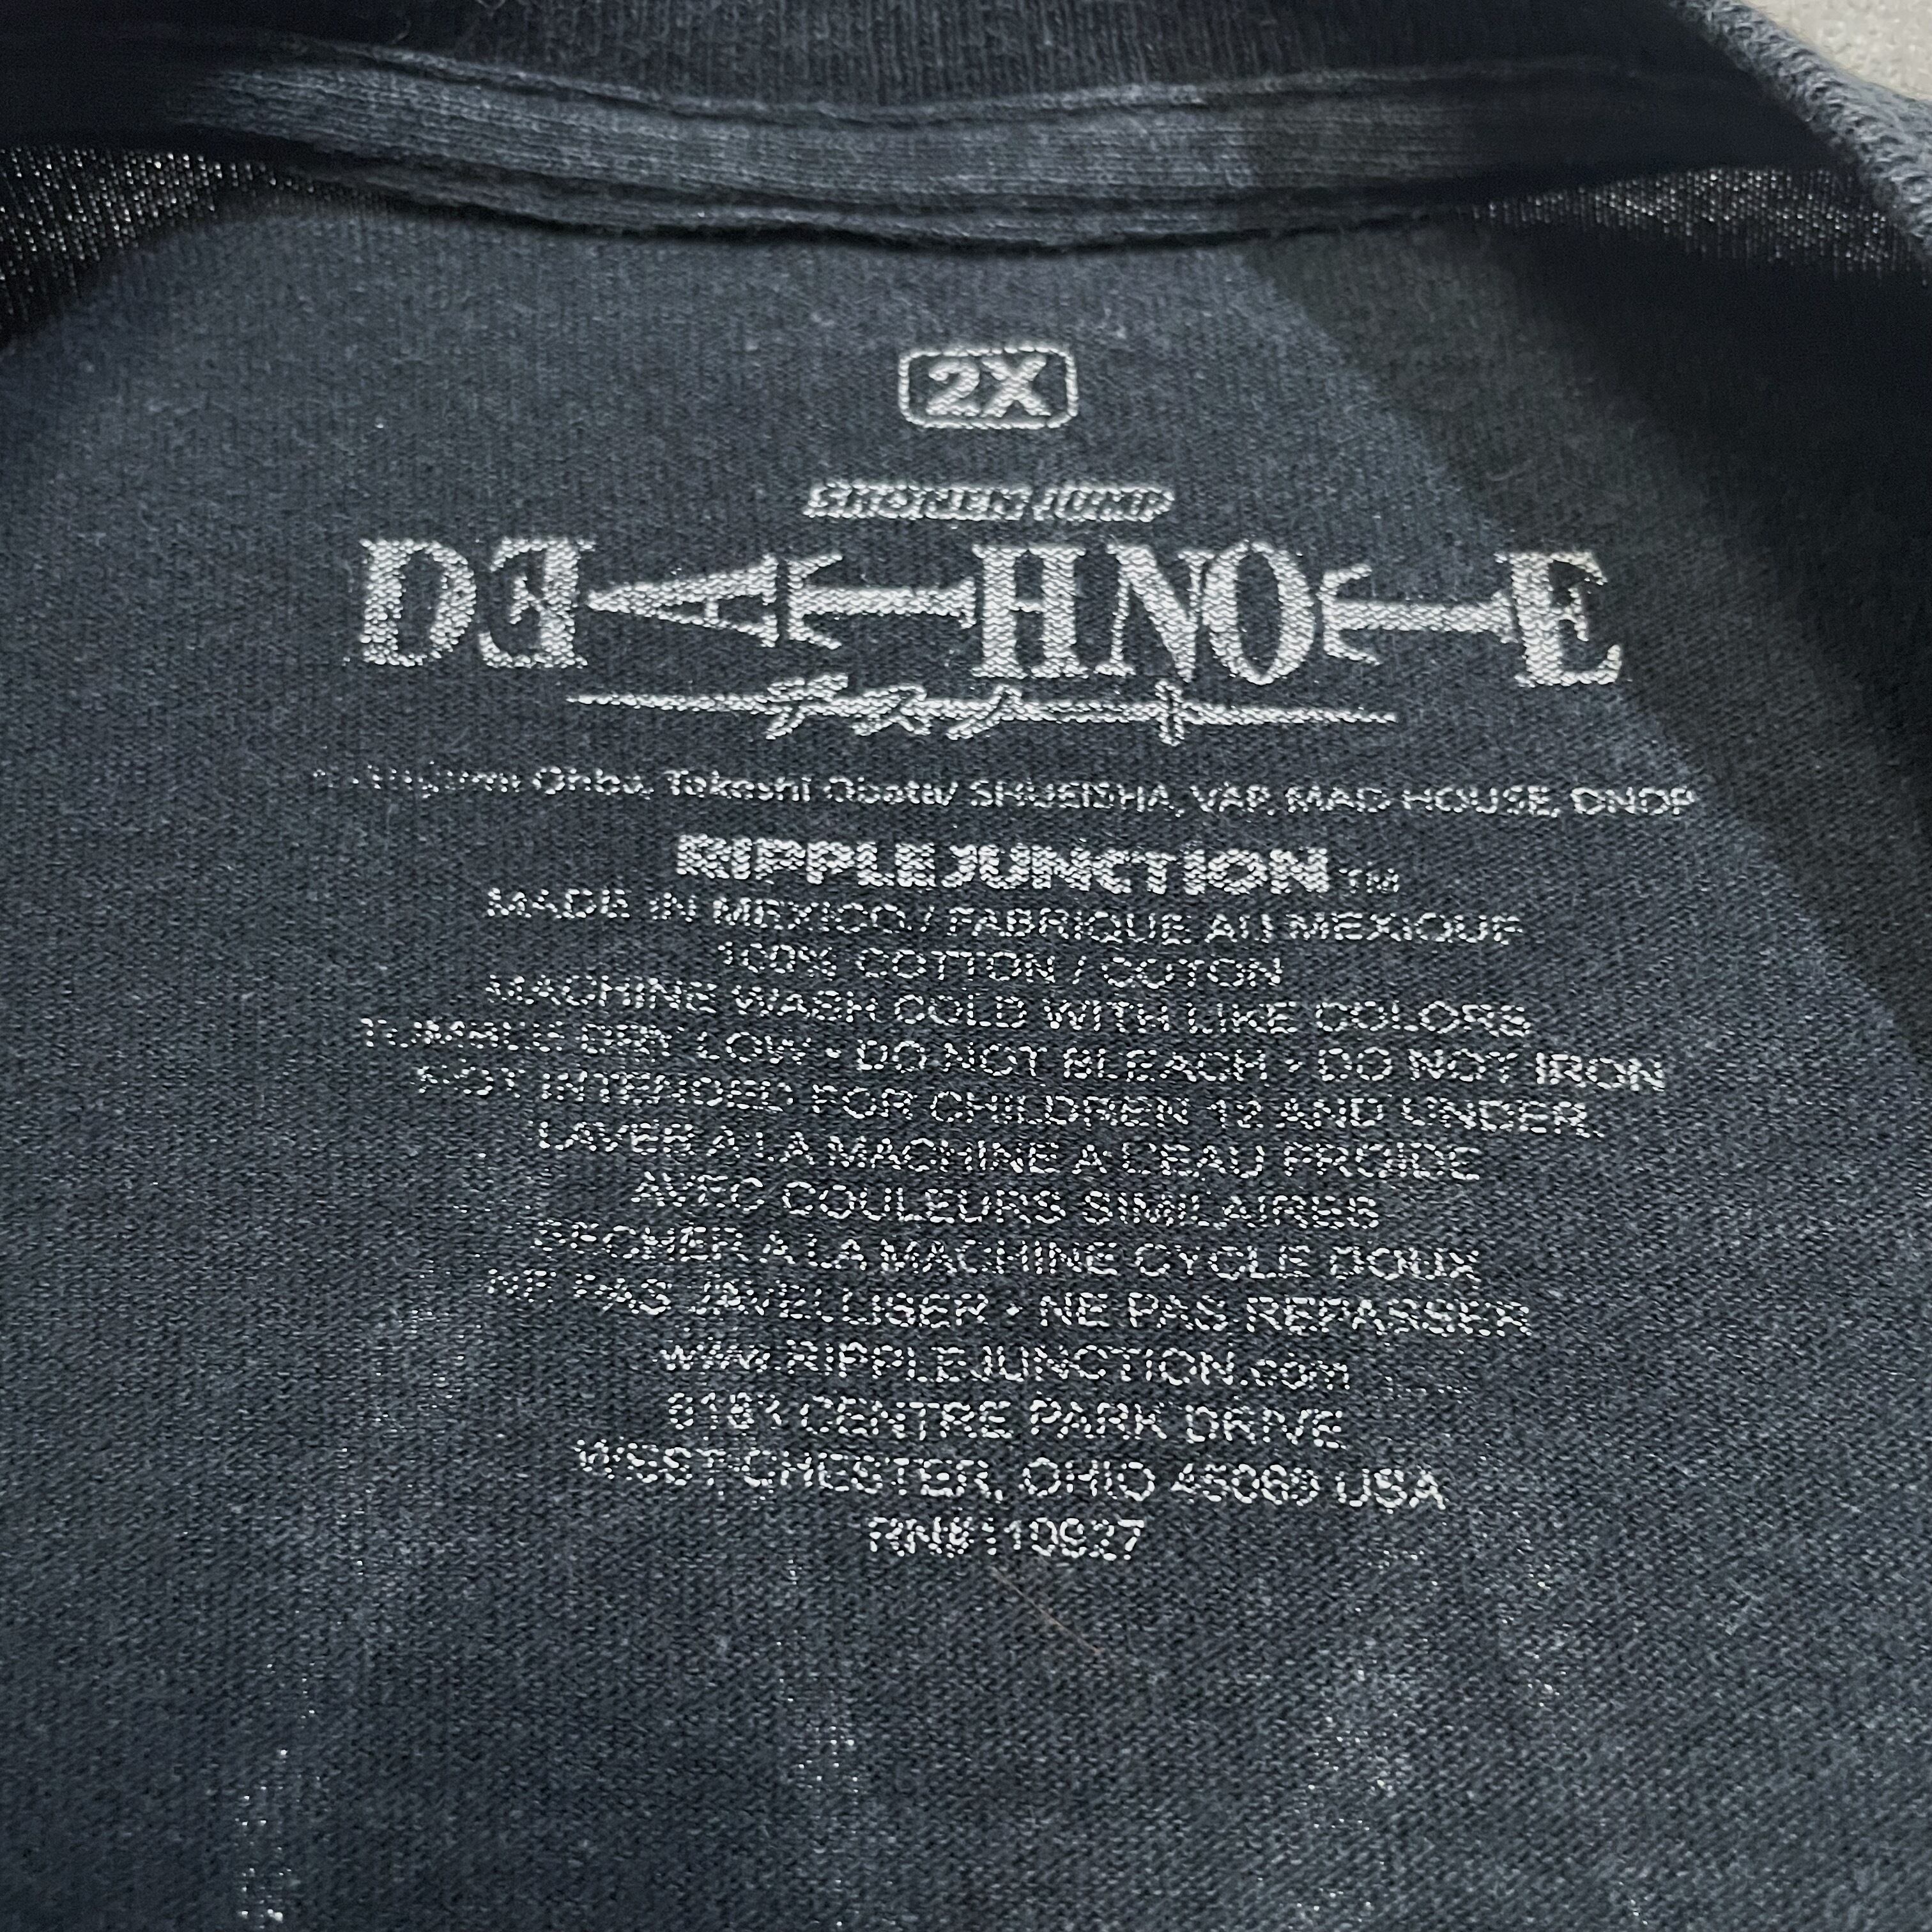 2X
SHONEN JUMP
DEATH NOTE
デスノート
Ohba, Takeshi Obata/ SHUEISHA, VAP, MAD HOUSE, DNDP
RIPPLEJUNCTION™
MADE IN MEXICO / FABRIQUE AU MEXIQUE
100% COTTON / COTON
MACHINE WASH COLD WITH LIKE COLORS
TUMBLE DRY LOW • DO NOT BLEACH • DO NOT IRON
NOT INTENDED FOR CHILDREN 12 AND UNDER.
LAVER A LA MACHINE A L'EAU FROIDE
AVEC COULEURS SIMILAIRES
SECHER A LA MACHINE CYCLE DOUX
NE PAS JAVELLISER • NE PAS REPASSER
www.RIPPLEJUNCTION.com
CENTRE PARK DRIVE
WEST CHESTER, OHIO 45069 USA
RN#110927